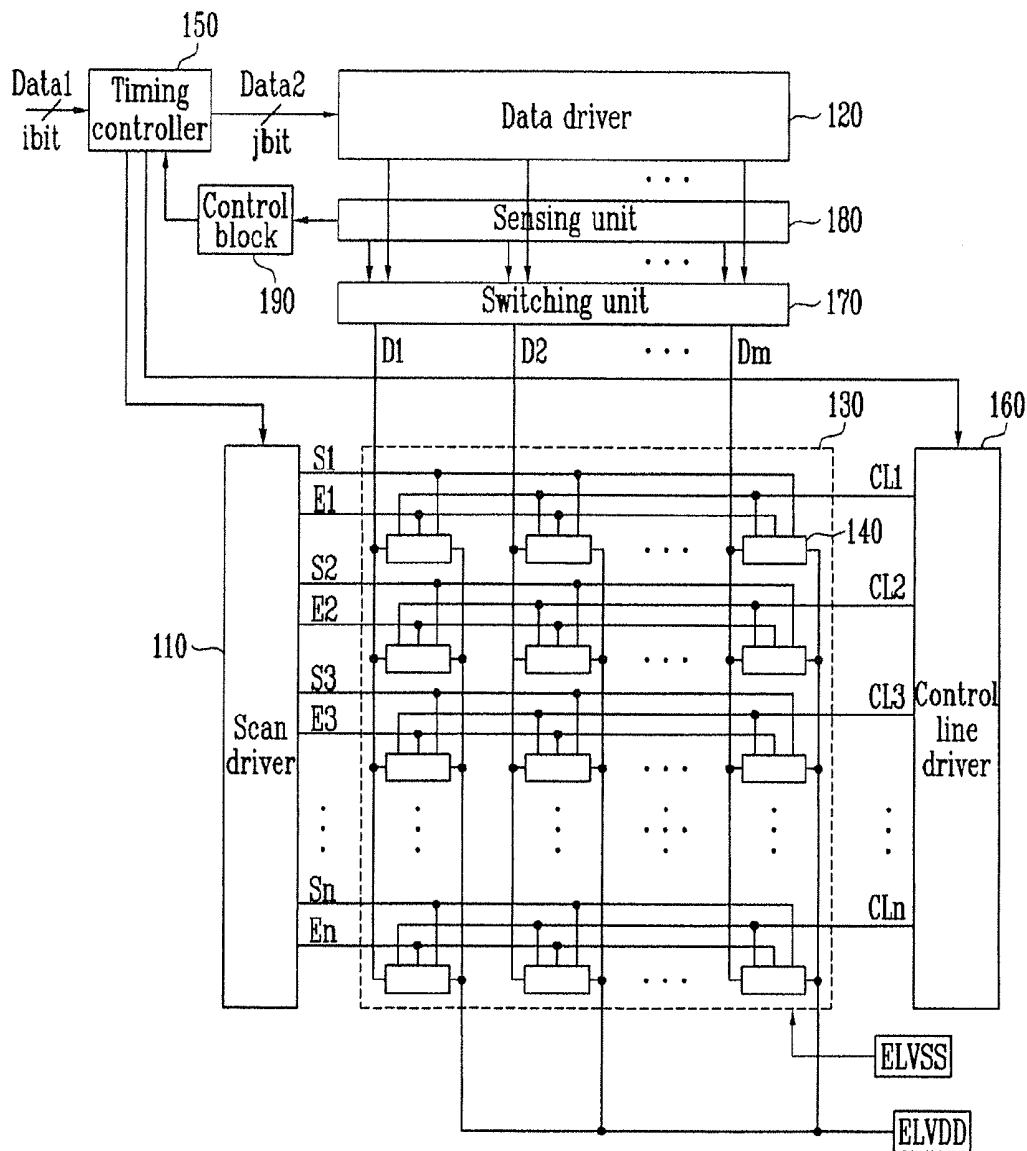 150
Data1
ibit
Timing
controller
Data2
jbit
Data driver
120
Control
block
190
Sensing unit
180
Switching unit
170
D1
D2
Dm
130
160
S1
E1
CL1
140
S2
E2
CL2
110
S3
E3
CL3
Scan
driver
Control
line
driver
Sn
En
CLn
ELVSS
ELVDD